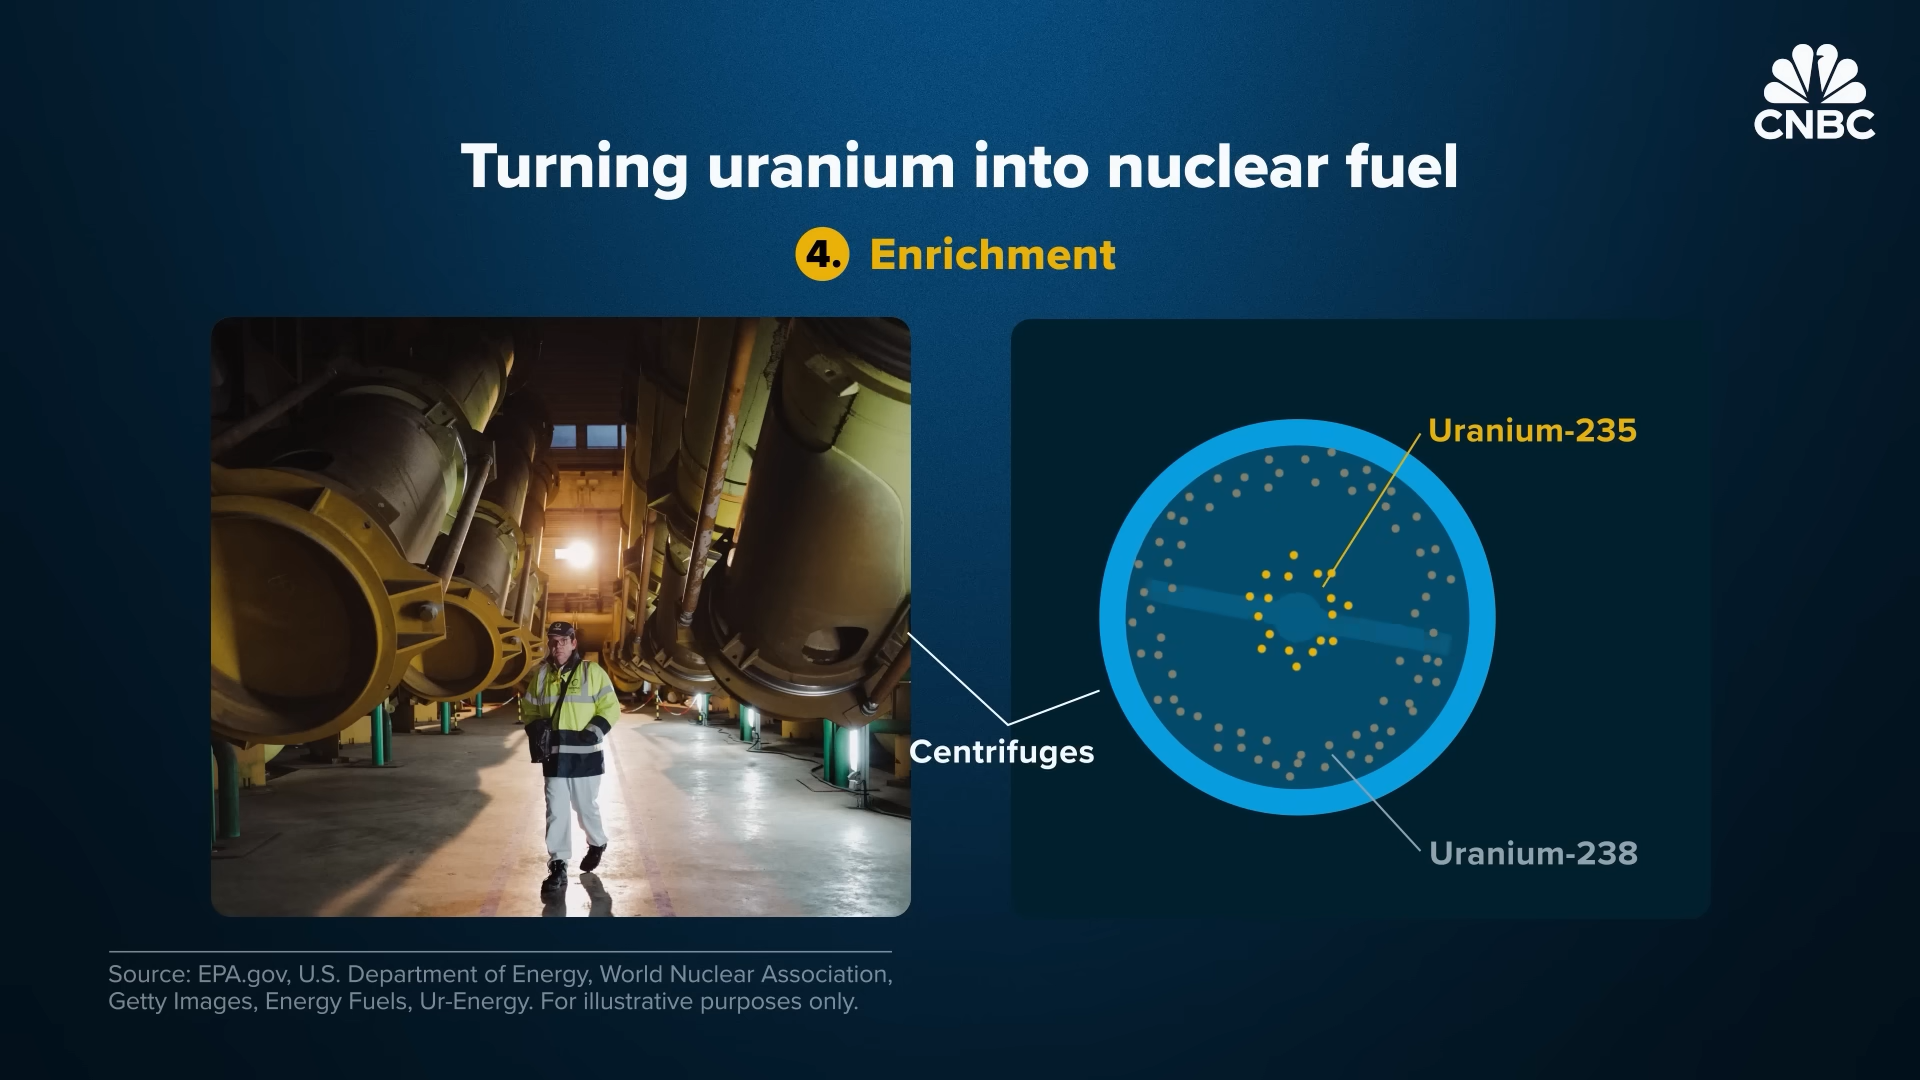 CNBC
Turning uranium into nuclear fuel
4. Enrichment
Uranium-235
Centrifuges
Uranium-238
Source: EPA.gov, U.S. Department of Energy, World Nuclear Association,
Getty Images, Energy Fuels, Ur-Energy. For illustrative purposes only.